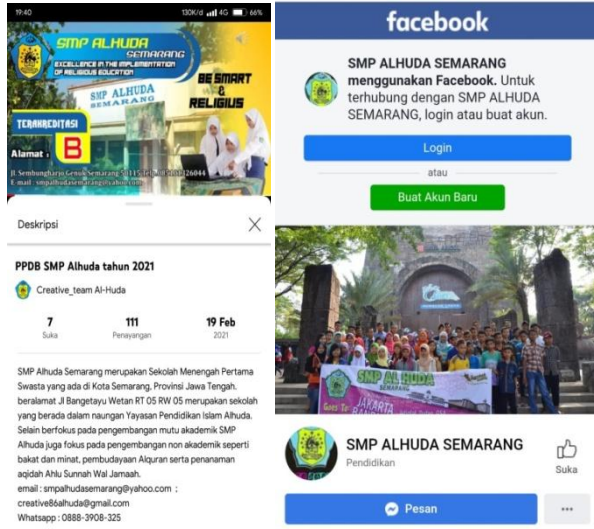 19:40
130K/d 4G 66%
SMP ALHUDA
SEMARANG
EXCELLENCE IN THE IMPLEMENTATION
OF RELIGIOUS EDUCATION
BE SMART
&
RELIGIUS
SMP ALHUDA
SEMARANG
TERAKREDITASI
Alamat :
B
E-mail : smpalhudasemarang@yahoo.com
Deskripsi
PPDB SMP Alhuda tahun 2021
Creative_team Al-Huda
7
Suka
111
Penayangan
19 Feb
2021
SMP Alhuda Semarang merupakan Sekolah Menengah Pertama
Swasta yang ada di Kota Semarang, Provinsi Jawa Tengah.
beralamat Jl Bangetayu Wetan RT 05 RW 05 merupakan sekolah
yang berada dalam naungan Yayasan Pendidikan Islam Alhuda.
Selain berfokus pada pengembangan mutu akademik SMP
Alhuda juga fokus pada pengembangan non akademik seperti
bakat dan minat, pembudayaan Alquran serta penanaman
aqidah Ahlu Sunnah Wal Jamaah.
email : smpalhudasemarang@yahoo.com ;
creative86alhuda@gmail.com
Whatsapp : 0888-3908-325
facebook
SMP ALHUDA SEMARANG
menggunakan Facebook. Untuk
terhubung dengan SMP ALHUDA
SEMARANG, login atau buat akun.
Login
atau
Buat Akun Baru
SMP AL HUDA
SEMARANG
Goes To
JAKARTA
SMP ALHUDA SEMARANG
Pendidikan
Suka
Pesan